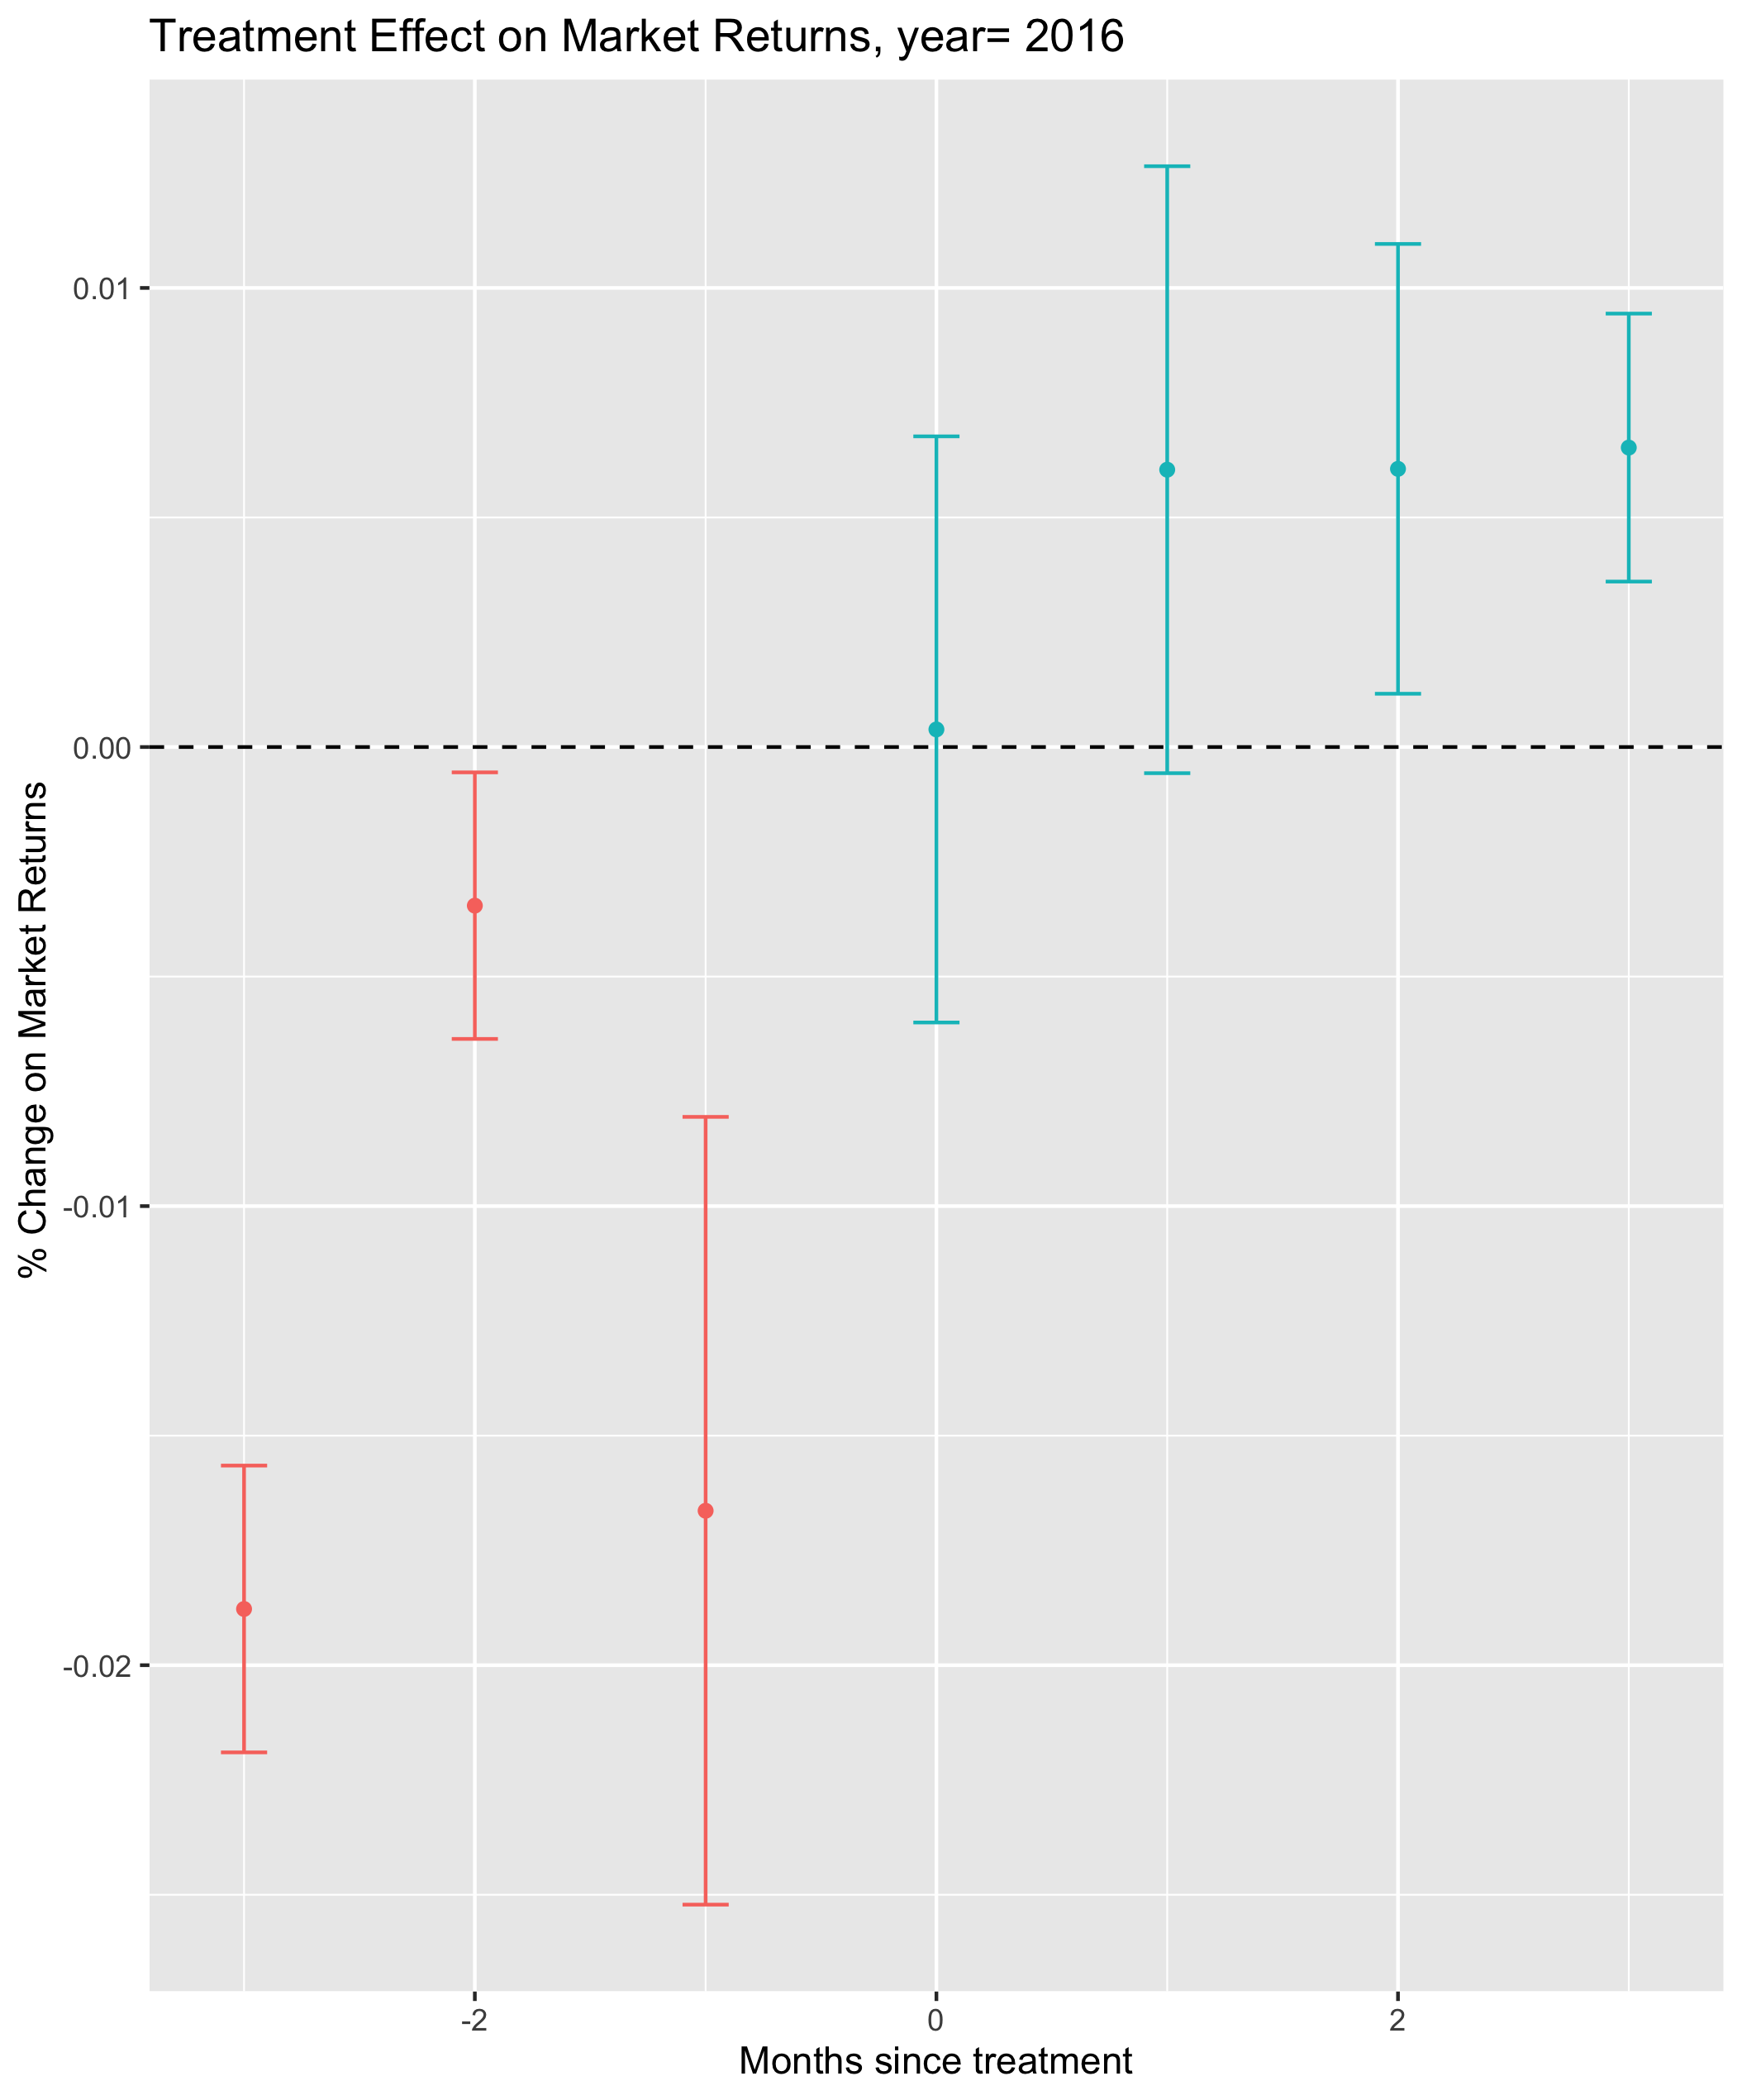 Treatment Effect on Market Returns, year= 2016
% Change on Market Returns
0.01
0.00
-0.01
-0.02
-2
0
2
Months since treatment